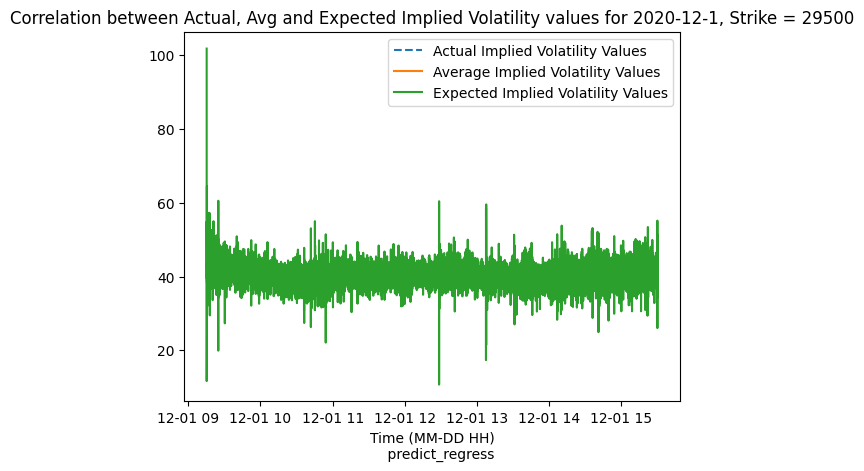 Correlation between Actual, Avg and Expected Implied Volatility values for 2020-12-1, Strike = 29500
Actual Implied Volatility Values
Average Implied Volatility Values
Expected Implied Volatility Values
100
80
60
40
20
12-01 09 12-01 10 12-01 11 12-01 12 12-01 13 12-01 14 12-01 15
Time (MM-DD HH)
predict_regress